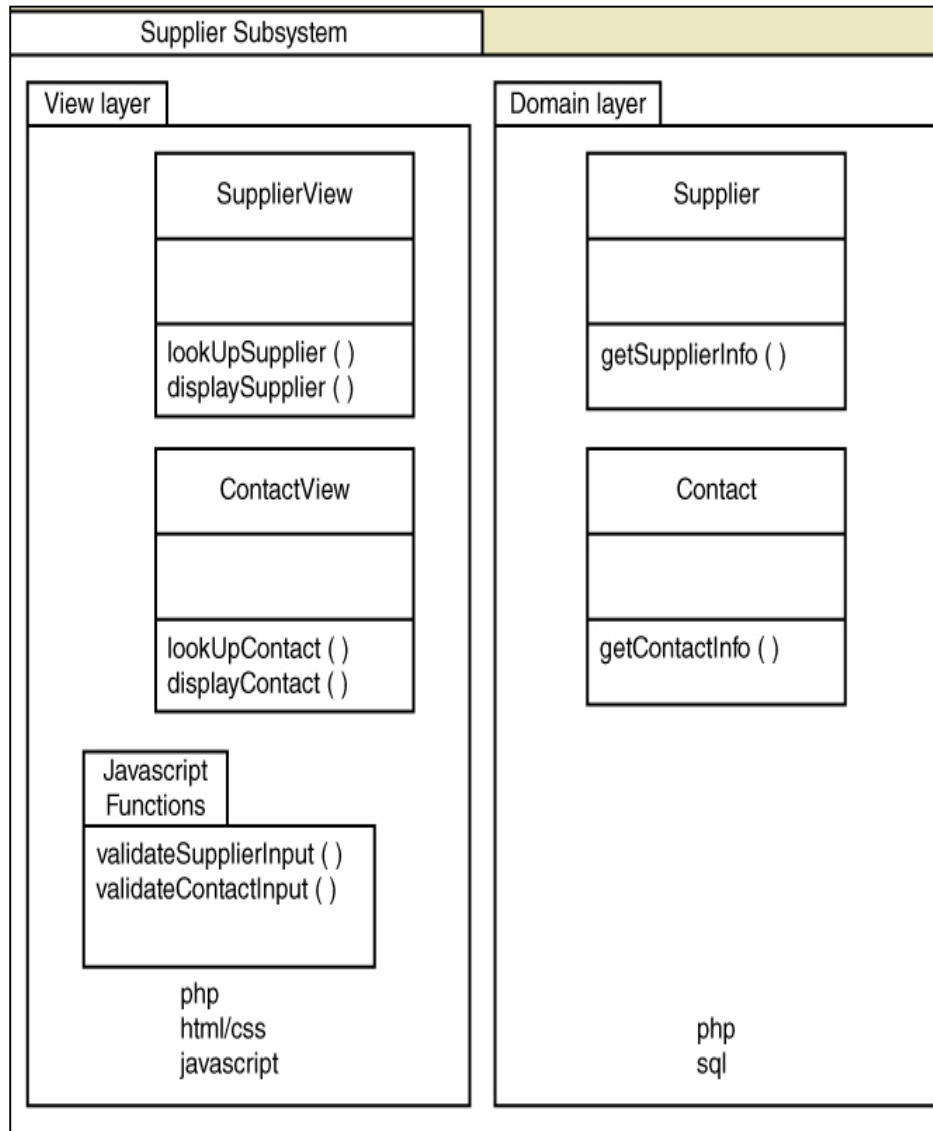 Supplier Subsystem
View layer
SupplierView
lookUpSupplier ( )
displaySupplier ( )
ContactView
lookUpContact ( )
displayContact ( )
Javascript
Functions
validateSupplierInput ( )
validateContactInput ( )
php
html/css
javascript
Domain layer
Supplier
getSupplierInfo ( )
Contact
getContactInfo ( )
php
sql